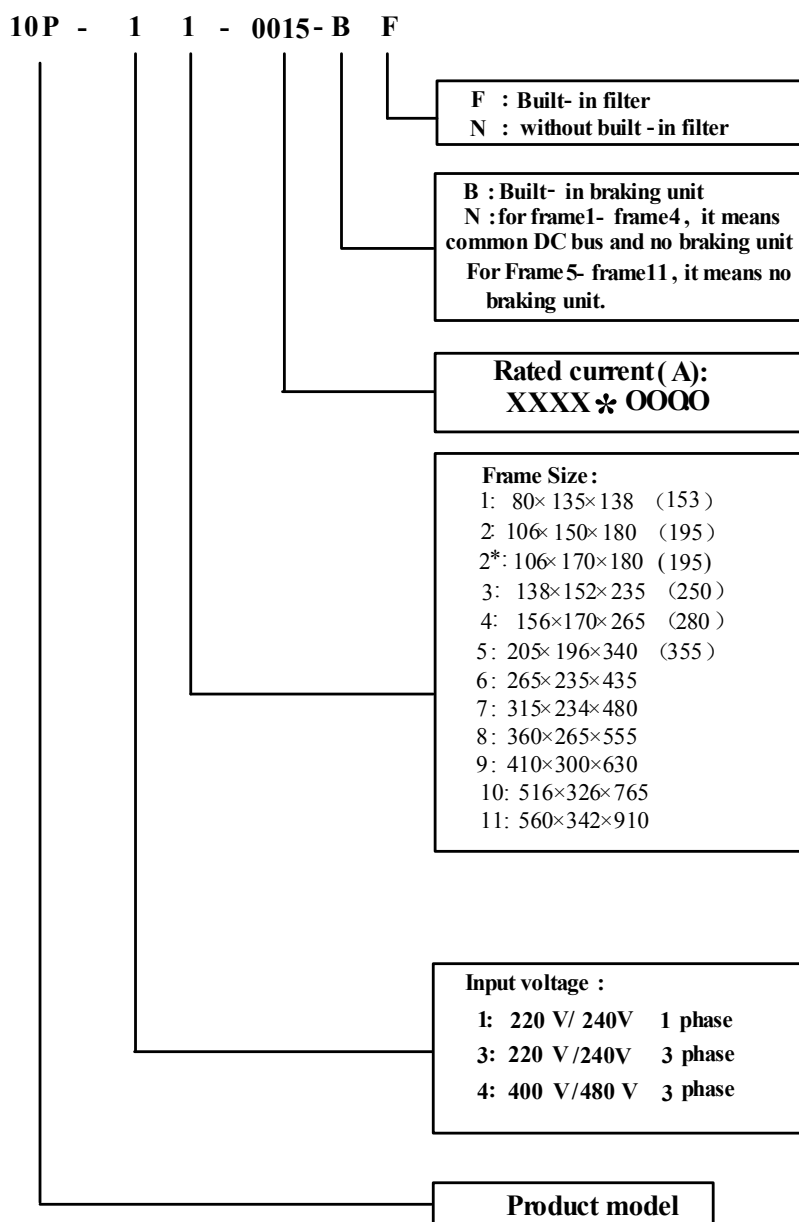 10P - 1 1 - 0015 - B F
F : Built- in filter
N : without built - in filter
B : Built- in braking unit
N : for frame1- frame4 , it means
common DC bus and no braking unit
For Frame 5- frame11 , it means no
braking unit.
Rated current ( A ):
XXXX * OOO.O
Frame Size :
1: 80×135×138 (153)
2: 106×150×180 (195)
2*: 106×170×180 (195)
3: 138×152×235 (250)
4: 156×170×265 (280)
5: 205×196×340 (355)
6: 265×235×435
7: 315×234×480
8: 360×265×555
9: 410×300×630
10: 516×326×765
11: 560×342×910
Input voltage :
1: 220 V/ 240V 1 phase
3: 220 V /240V 3 phase
4: 400 V/480 V 3 phase
Product model